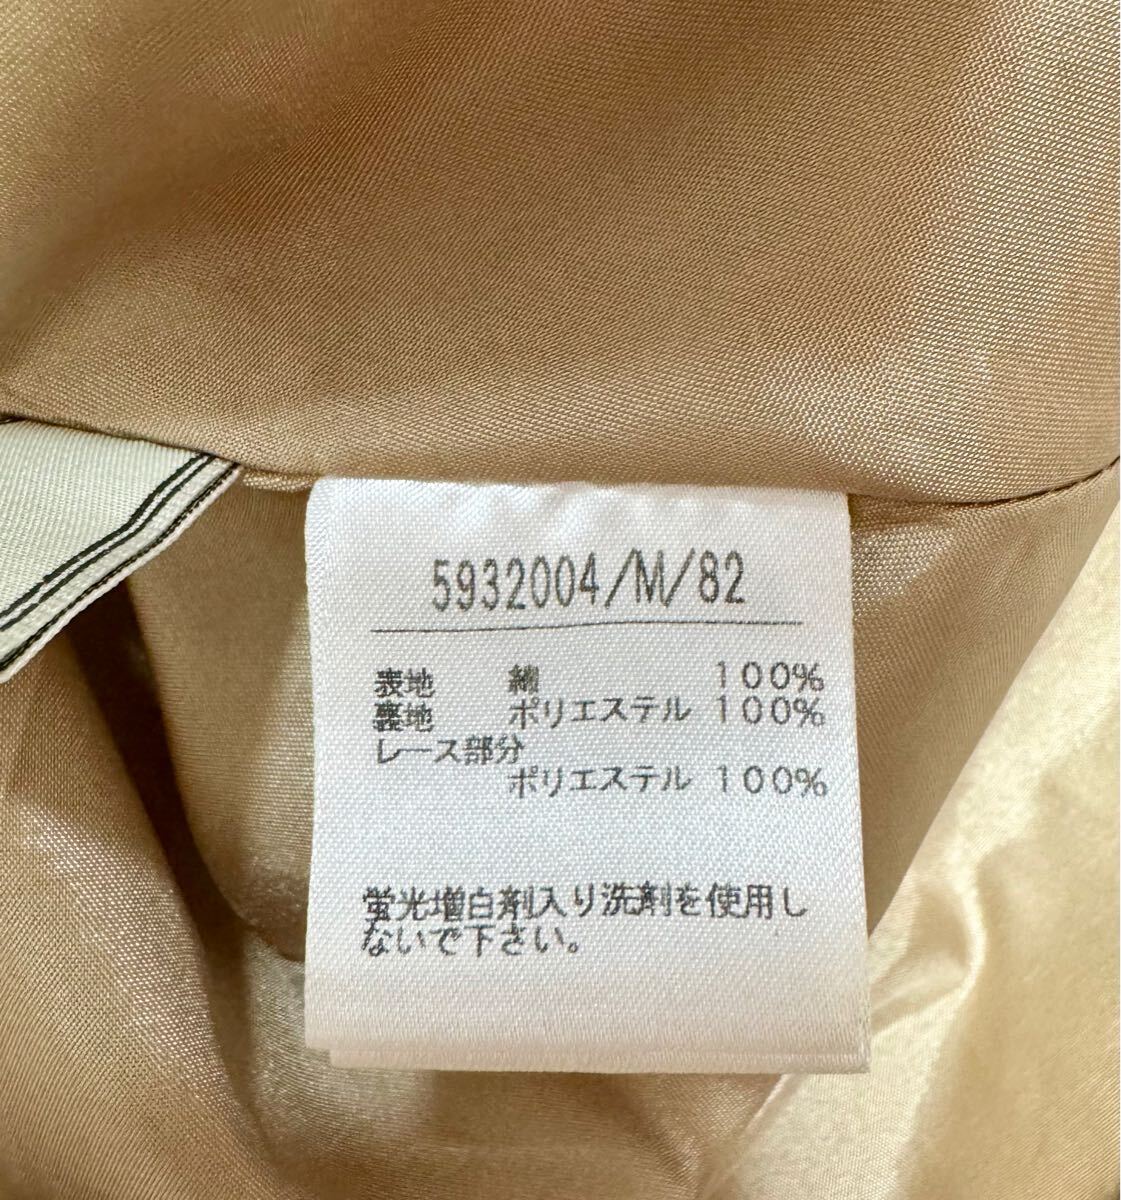 5932004/M/82
表地 綿 100%
裏地 ポリエステル 100%
レース部分
ポリエステル 100%
蛍光増白剤入り洗剤を使用し
ないで下さい。